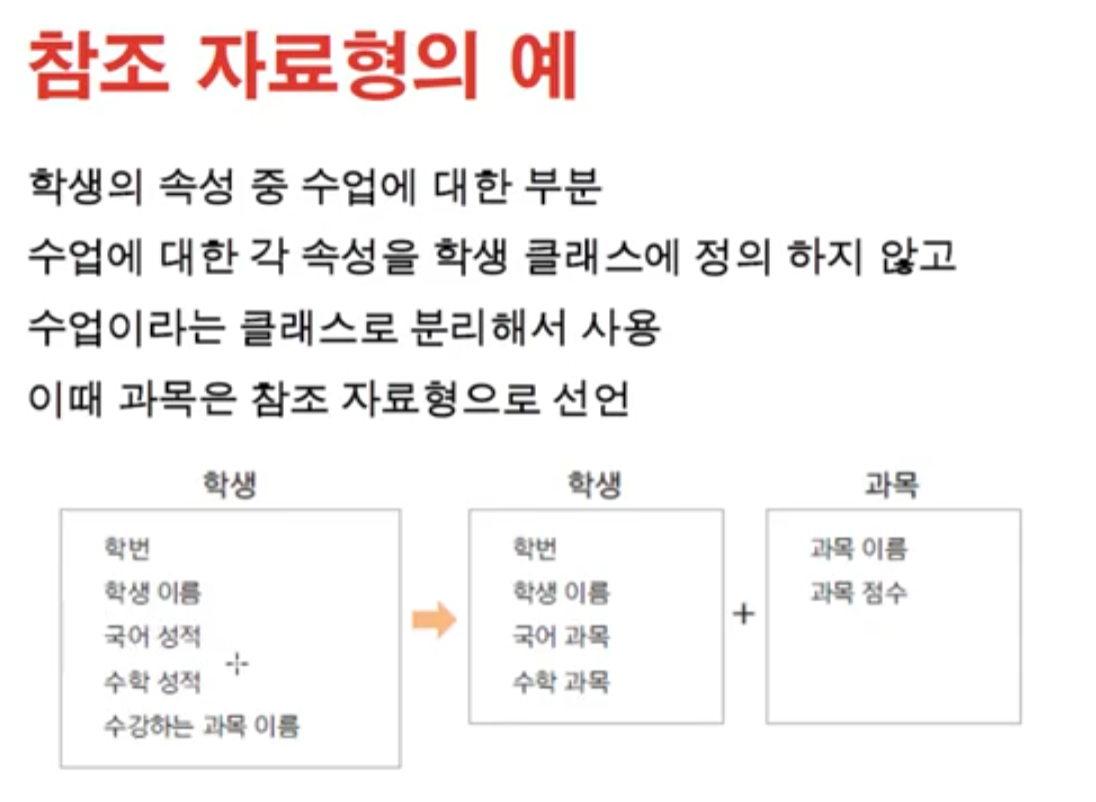 참조 자료형의 예
학생의 속성 중 수업에 대한 부분
수업에 대한 각 속성을 학생 클래스에 정의 하지 않고
수업이라는 클래스로 분리해서 사용
이때 과목은 참조 자료형으로 선언
학생
학번
학생 이름
국어 성적
수학 성적
수강하는 과목 이름
학생
학번
학생 이름
국어 과목
수학 과목
+
과목
과목 이름
과목 점수